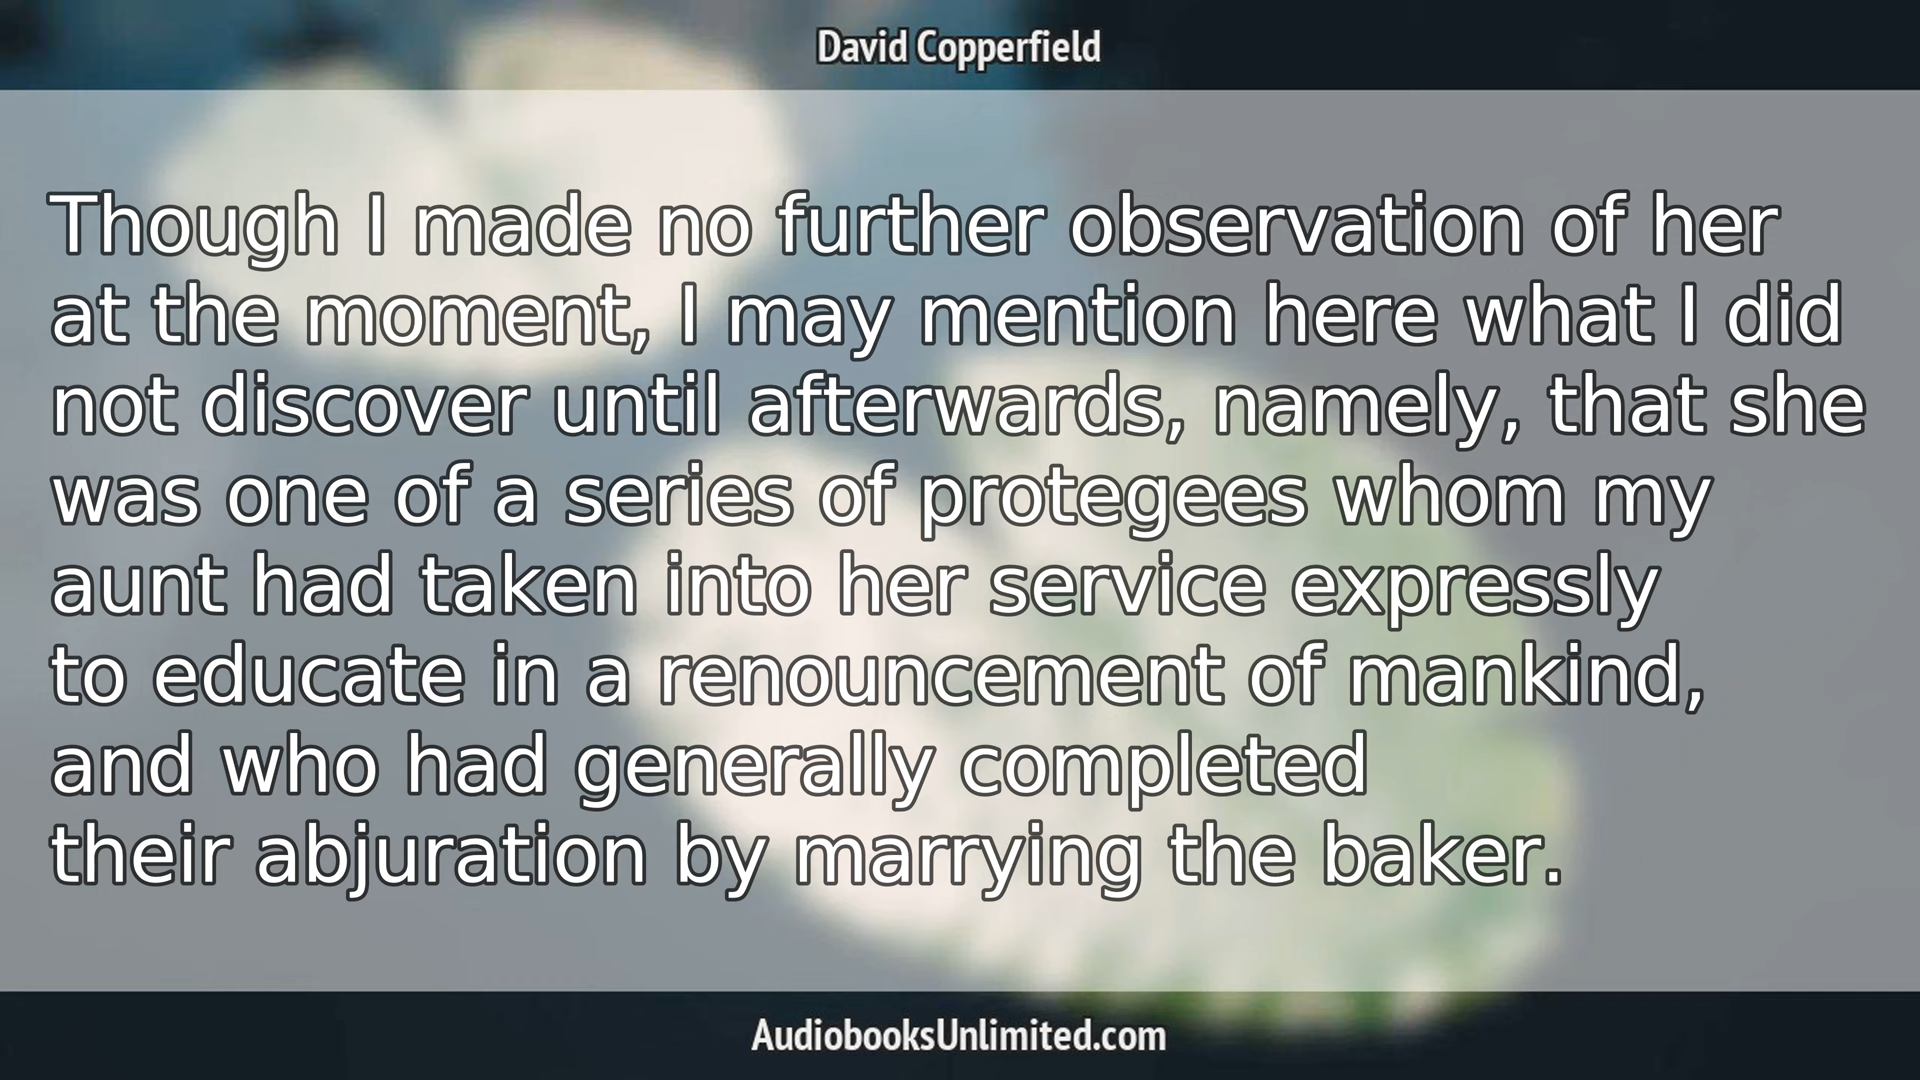 David Copperfield
Though I made no further observation of her
at the moment, I may mention here what I did
not discover until afterwards, namely, that she
was one of a series of protegees whom my
aunt had taken into her service expressly
to educate in a renouncement of mankind,
and who had generally completed
their abjuration by marrying the baker.
AudiobooksUnlimited.com